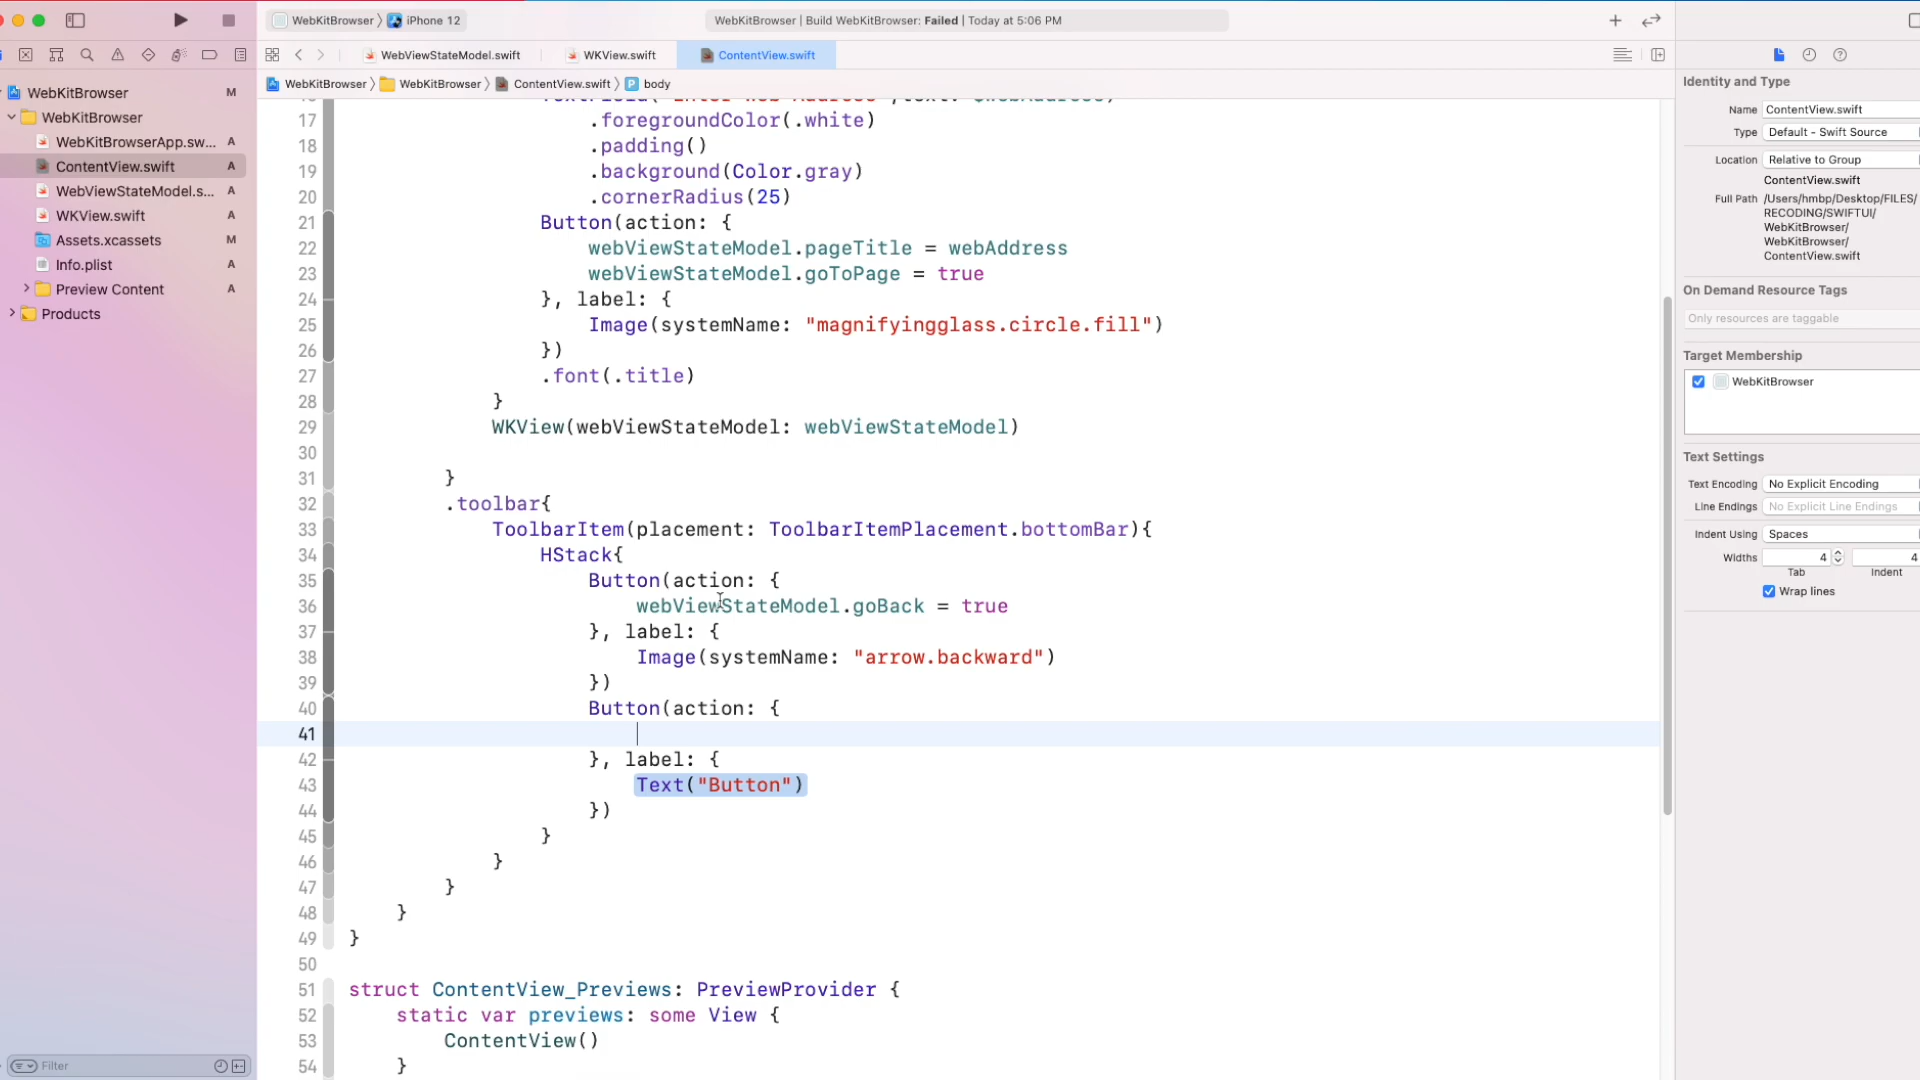 WebKitBrowser
iPhone 12
WebKitBrowser | Build WebKitBrowser: Failed | Today at 5:06 PM
WebViewStateModel.swift
WKView.swift
ContentView.swift
WebKitBrowser
WebKitBrowser
ContentView.swift
P body
WebKitBrowser M
WebKitBrowser
WebKitBrowserApp.sw... A
ContentView.swift A
WebViewStateModel.s... A
WKView.swift A
Assets.xcassets M
Info.plist A
Preview Content A
Products
Filter
17 .foregroundColor(.white)
18 .padding()
19 .background(Color.gray)
20 .cornerRadius(25)
21 Button(action: {
22 webViewStateModel.pageTitle = webAddress
23 webViewStateModel.goToPage = true
24 }, label: {
25 Image(systemName: "magnifyingglass.circle.fill")
26 })
27 .font(.title)
28 }
29 WKView(webViewStateModel: webViewStateModel)
30
31 }
32 .toolbar{
33 ToolbarItem(placement: ToolbarItemPlacement.bottomBar){
34 HStack{
35 Button(action: {
36 webViewStateModel.goBack = true
37 }, label: {
38 Image(systemName: "arrow.backward")
39 })
40 Button(action: {
41
42 }, label: {
43 Text("Button")
44 })
45 }
46 }
47 }
48 }
49 }
50
51 struct ContentView_Previews: PreviewProvider {
52 static var previews: some View {
53 ContentView()
54 }
Identity and Type
Name ContentView.swift
Type Default - Swift Source
Location Relative to Group
ContentView.swift
Full Path /Users/hmbp/Desktop/FILES/
RECODING/SWIFTUI/
WebKitBrowser/
WebKitBrowser/
ContentView.swift
On Demand Resource Tags
Only resources are taggable
Target Membership
WebKitBrowser
Text Settings
Text Encoding No Explicit Encoding
Line Endings No Explicit Line Endings
Indent Using Spaces
Widths 4 4
Tab Indent
Wrap lines